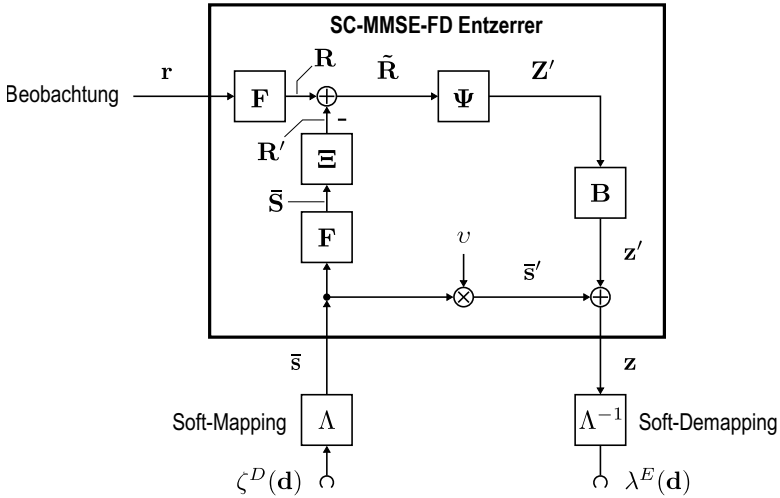 SC-MMSE-FD Entzerrer
r
R
R̃
Z′
Beobachtung
F
Ψ
-
R′
Ξ
B
S̄
F
υ
z′
s̄′
s̄
z
Soft-Mapping
Λ
Λ⁻¹
Soft-Demapping
ζᴰ(d)
λᴱ(d)